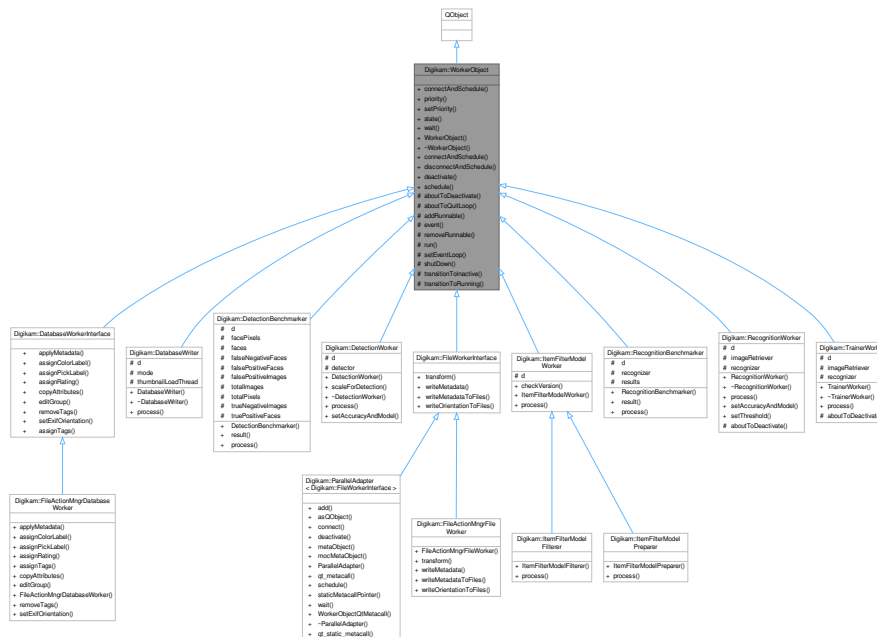 QObject
Digikam::WorkerObject
+ connectAndSchedule()
+ priority()
+ setPriority()
+ state()
+ wait()
+ WorkerObject()
+ ~WorkerObject()
+ connectAndSchedule()
+ disconnectAndSchedule()
+ deactivate()
+ schedule()
# aboutToDeactivate()
# aboutToQuitLoop()
# addRunnable()
# event()
# removeRunnable()
# run()
# setEventLoop()
# shutDown()
# transitionToInactive()
# transitionToRunning()
Digikam::DatabaseWorkerInterface
+ applyMetadata()
+ assignColorLabel()
+ assignPickLabel()
+ assignRating()
+ copyAttributes()
+ editGroup()
+ removeTags()
+ setExifOrientation()
+ assignTags()
Digikam::DatabaseWriter
# d
# mode
# thumbnailLoadThread
+ DatabaseWriter()
+ ~DatabaseWriter()
+ process()
Digikam::DetectionBenchmarker
# d
# facePixels
# faces
# falseNegativeFaces
# falsePositiveFaces
# falsePositiveImages
# totalImages
# totalPixels
# trueNegativeImages
# truePositiveFaces
+ DetectionBenchmarker()
+ result()
+ process()
Digikam::DetectionWorker
# d
# detector
+ DetectionWorker()
+ scaleForDetection()
+ ~DetectionWorker()
+ process()
+ setAccuracyAndModel()
Digikam::FileWorkerInterface
+ transform()
+ writeMetadata()
+ writeMetadataToFiles()
+ writeOrientationToFiles()
Digikam::ItemFilterModel
Worker
# d
+ checkVersion()
+ ItemFilterModelWorker()
+ process()
Digikam::RecognitionBenchmarker
# d
# recognizer
# results
+ RecognitionBenchmarker()
+ result()
+ process()
Digikam::RecognitionWorker
# d
# imageRetriever
# recognizer
+ RecognitionWorker()
+ ~RecognitionWorker()
+ process()
+ setAccuracyAndModel()
+ setThreshold()
# aboutToDeactivate()
Digikam::TrainerWorker
# d
# imageRetriever
# recognizer
+ TrainerWorker()
+ ~TrainerWorker()
+ process()
# aboutToDeactivate
Digikam::FileActionMngrDatabase
Worker
+ applyMetadata()
+ assignColorLabel()
+ assignPickLabel()
+ assignRating()
+ assignTags()
+ copyAttributes()
+ editGroup()
+ FileActionMngrDatabaseWorker()
+ removeTags()
+ setExifOrientation()
Digikam::ParallelAdapter
< Digikam::FileWorkerInterface >
+ add()
+ asQObject()
+ connect()
+ deactivate()
+ metaObject()
+ mocMetaObject()
+ ParallelAdapter()
+ qt_metacall()
+ schedule()
+ staticMetacallPointer()
+ wait()
+ WorkerObjectQtMetacall()
+ ~ParallelAdapter()
+ qt_static_metacall()
Digikam::FileActionMngrFile
Worker
+ FileActionMngrFileWorker()
+ transform()
+ writeMetadata()
+ writeMetadataToFiles()
+ writeOrientationToFiles()
Digikam::ItemFilterModel
Filterer
+ ItemFilterModelFilterer()
+ process()
Digikam::ItemFilterModel
Preparer
+ ItemFilterModelPreparer()
+ process()